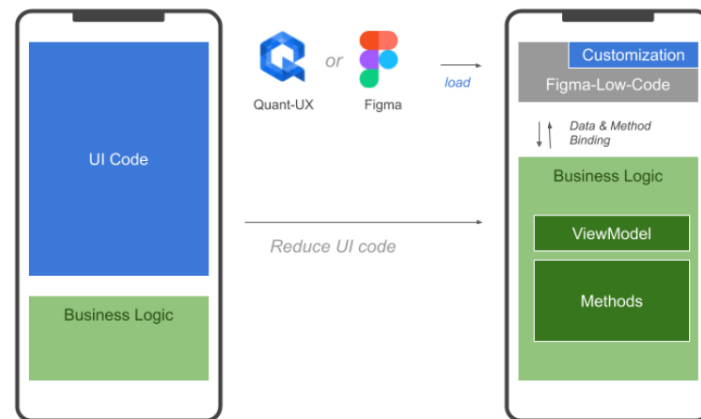 UI Code
Business Logic
Quant-UX
or
Figma
load
Reduce UI code
Customization
Figma-Low-Code
Data & Method
Binding
Business Logic
ViewModel
Methods